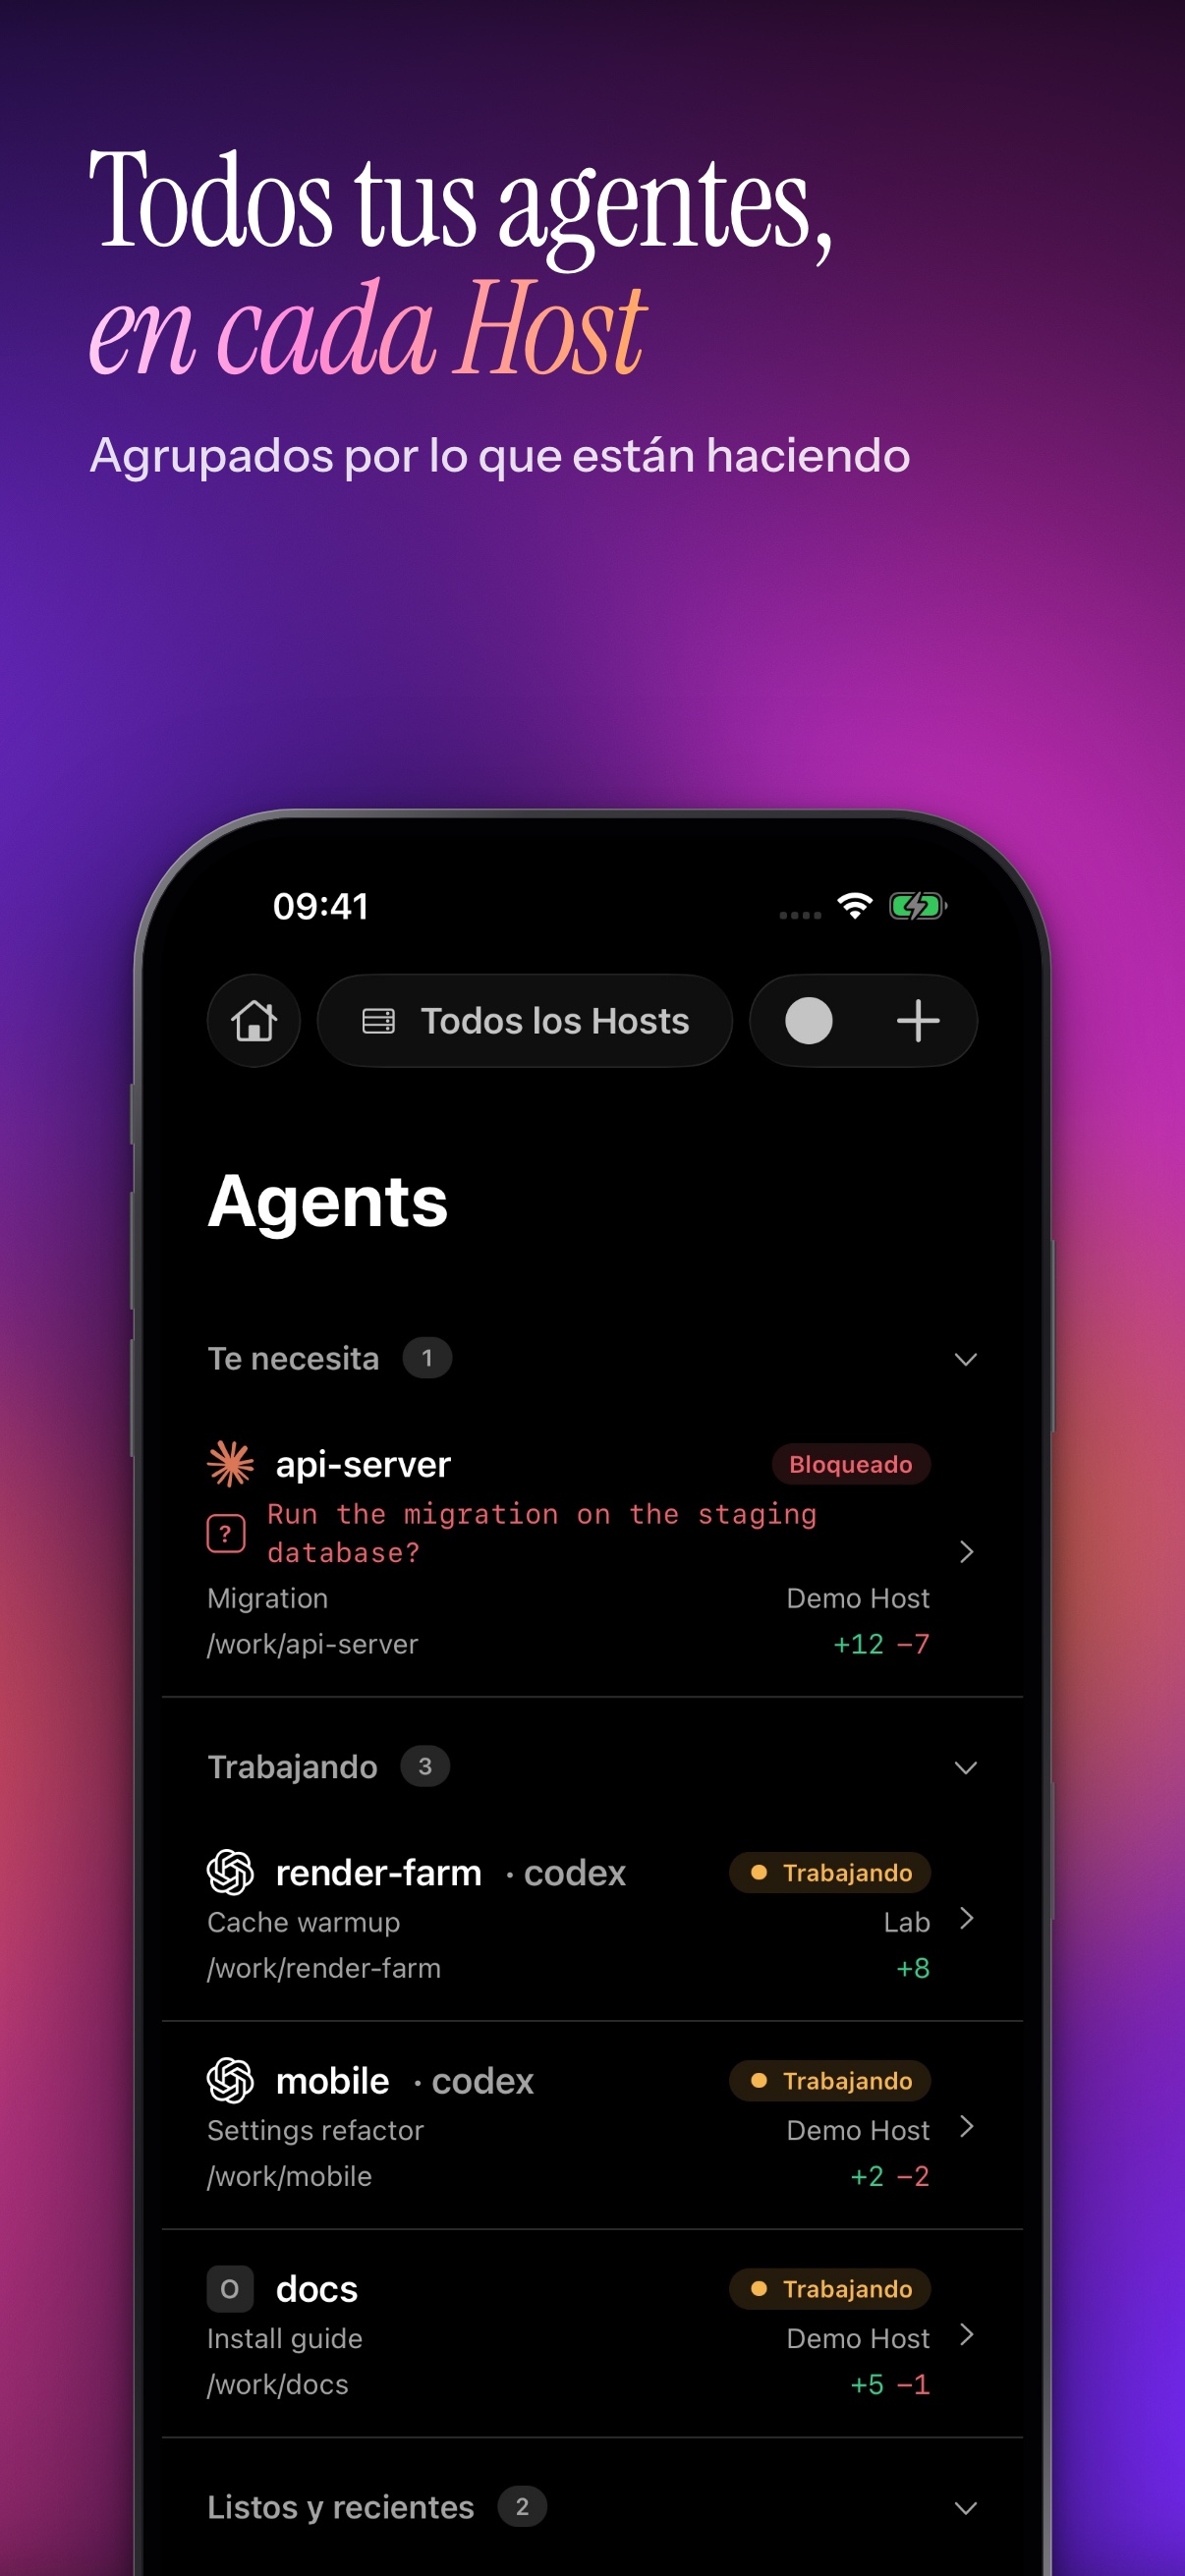 Todos tus agentes,
en cada Host
Agrupados por lo que están haciendo
09:41
Todos los Hosts
Agents
Te necesita 1
api-server Bloqueado
? Run the migration on the staging
database?
Migration Demo Host
/work/api-server +12 −7
Trabajando 3
render-farm · codex Trabajando
Cache warmup Lab
/work/render-farm +8
mobile · codex Trabajando
Settings refactor Demo Host
/work/mobile +2 −2
O docs Trabajando
Install guide Demo Host
/work/docs +5 −1
Listos y recientes 2